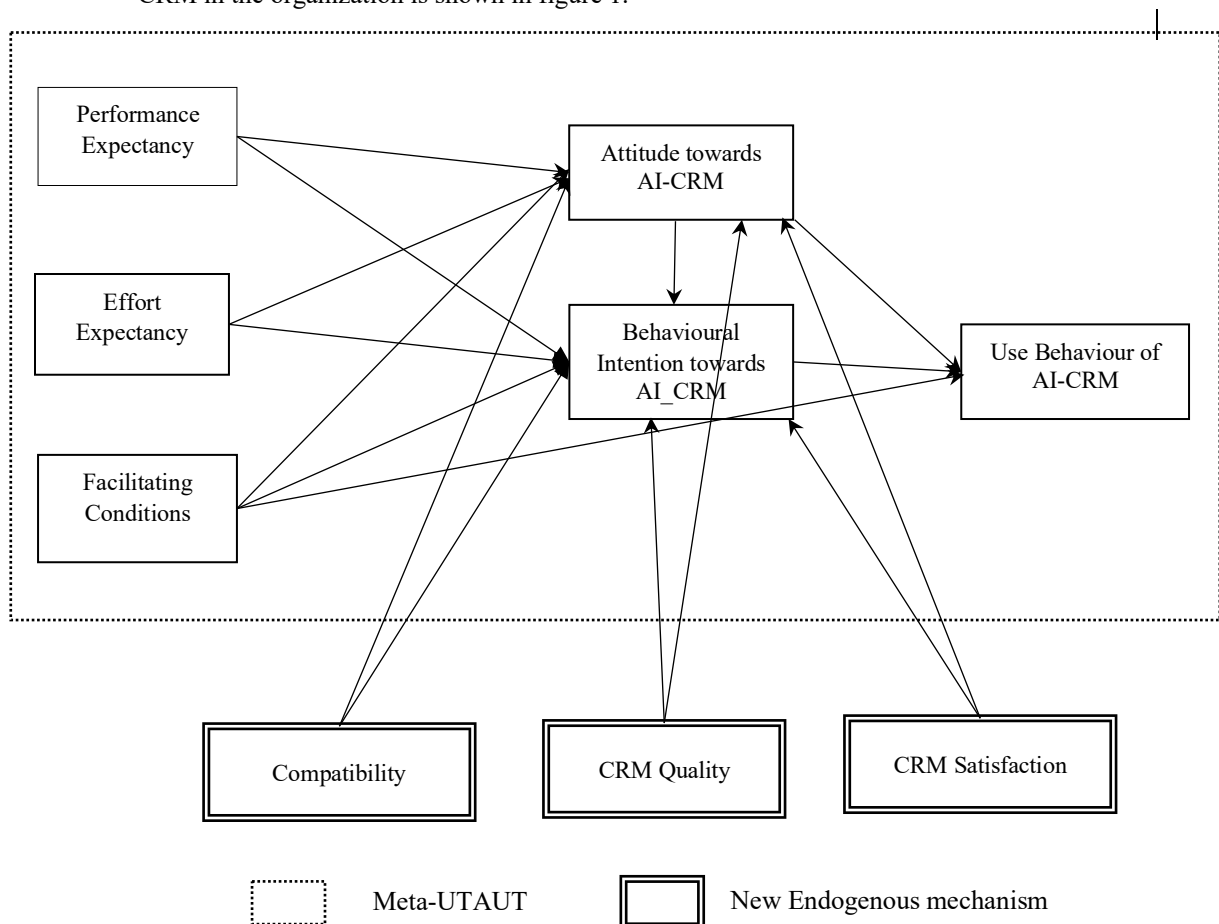 CRM in the organization is shown in figure 1.
Performance
Expectancy
Attitude towards
AI-CRM
Effort
Expectancy
Behavioural
Intention towards
AI_CRM
Use Behaviour of
AI-CRM
Facilitating
Conditions
Compatibility
CRM Quality
CRM Satisfaction
Meta-UTAUT
New Endogenous mechanism